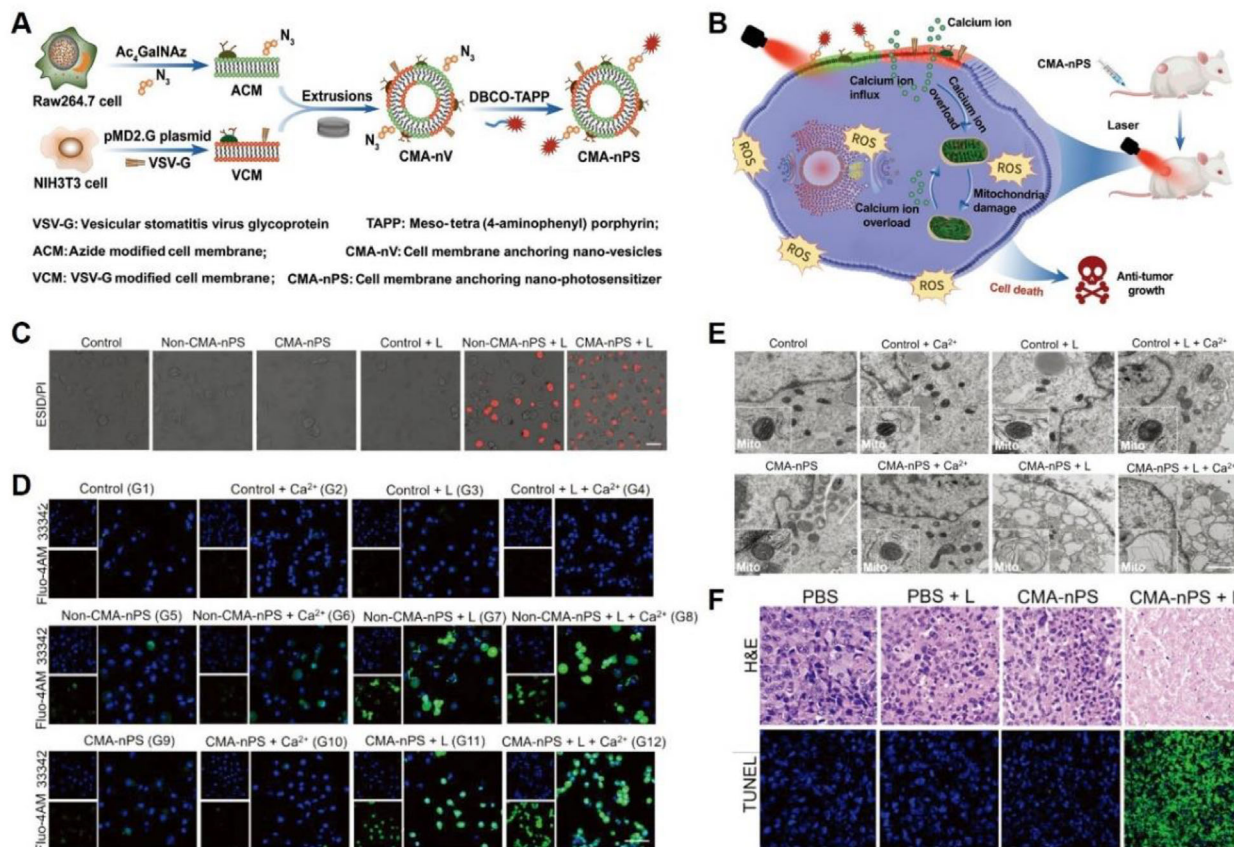 A
Raw264.7 cell
Ac₄GalNAz
N₃
N₃
ACM
NIH3T3 cell
pMD2.G plasmid
VSV-G
VCM
Extrusions
N₃
N₃
CMA-nV
DBCO-TAPP
CMA-nPS
VSV-G: Vesicular stomatitis virus glycoprotein
TAPP: Meso-tetra (4-aminophenyl) porphyrin;
ACM: Azide modified cell membrane;
CMA-nV: Cell membrane anchoring nano-vesicles
VCM: VSV-G modified cell membrane;
CMA-nPS: Cell membrane anchoring nano-photosensitizer
B
Calcium ion
Calcium ion
influx
Calcium ion
overload
ROS
ROS
ROS
Mitochondria
damage
Calcium ion
overload
ROS
ROS
CMA-nPS
Laser
Cell death
Anti-tumor
growth
C
Control
Non-CMA-nPS
CMA-nPS
Control + L
Non-CMA-nPS + L
CMA-nPS + L
ESID/PI
D
Control (G1)
Control + Ca²⁺ (G2)
Control + L (G3)
Control + L + Ca²⁺ (G4)
Fluo-4AM 33342
Non-CMA-nPS (G5)
Non-CMA-nPS + Ca²⁺ (G6)
Non-CMA-nPS + L (G7)
Non-CMA-nPS + L + Ca²⁺ (G8)
Fluo-4AM 33342
CMA-nPS (G9)
CMA-nPS + Ca²⁺ (G10)
CMA-nPS + L (G11)
CMA-nPS + L + Ca²⁺ (G12)
Fluo-4AM 33342
E
Control
Control + Ca²⁺
Control + L
Control + L + Ca²⁺
Mito
Mito
Mito
Mito
CMA-nPS
CMA-nPS + Ca²⁺
CMA-nPS + L
CMA-nPS + L + Ca²⁺
Mito
Mito
Mito
Mito
F
PBS
PBS + L
CMA-nPS
CMA-nPS +
H&E
TUNEL